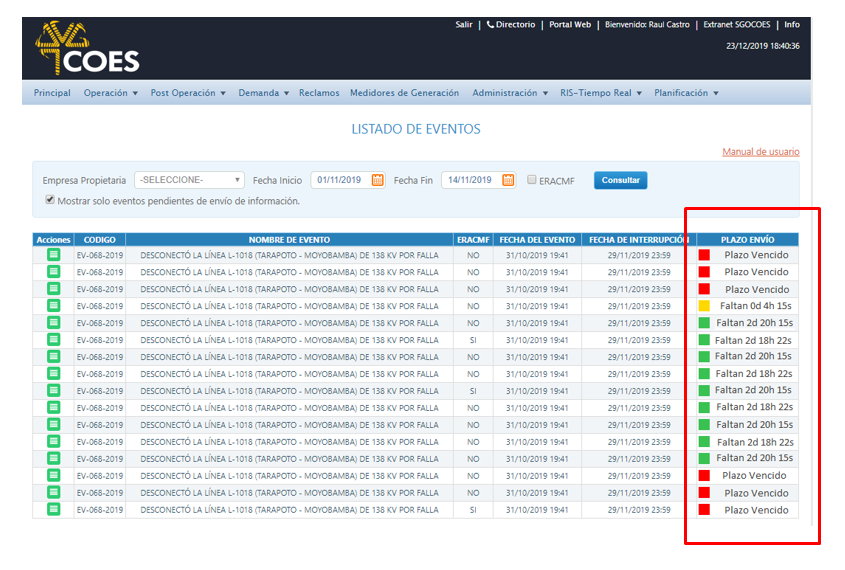 Salir | Directorio | Portal Web | Bienvenido: Raul Castro | Extranet SGOCOES | Info
23/12/2019 18:40:36
COES
Principal Operación ▼ Post Operación ▼ Demanda ▼ Reclamos Medidores de Generación Administración ▼ RIS-Tiempo Real ▼ Planificación ▼
LISTADO DE EVENTOS
Manual de usuario
Empresa Propietaria -SELECCIONE- Fecha Inicio 01/11/2019 Fecha Fin 14/11/2019 ERACMF Consultar
Mostrar solo eventos pendientes de envío de información.
Acciones CODIGO NOMBRE DE EVENTO ERACMF FECHA DEL EVENTO FECHA DE INTERRUPCIÓN PLAZO ENVÍO
EV-068-2019 DESCONECTÓ LA LÍNEA L-1018 (TARAPOTO - MOYOBAMBA) DE 138 KV POR FALLA NO 31/10/2019 19:41 29/11/2019 23:59 Plazo Vencido
EV-068-2019 DESCONECTÓ LA LÍNEA L-1018 (TARAPOTO - MOYOBAMBA) DE 138 KV POR FALLA NO 31/10/2019 19:41 29/11/2019 23:59 Plazo Vencido
EV-068-2019 DESCONECTÓ LA LÍNEA L-1018 (TARAPOTO - MOYOBAMBA) DE 138 KV POR FALLA NO 31/10/2019 19:41 29/11/2019 23:59 Plazo Vencido
EV-068-2019 DESCONECTÓ LA LÍNEA L-1018 (TARAPOTO - MOYOBAMBA) DE 138 KV POR FALLA NO 31/10/2019 19:41 29/11/2019 23:59 Faltan 0d 4h 15s
EV-068-2019 DESCONECTÓ LA LÍNEA L-1018 (TARAPOTO - MOYOBAMBA) DE 138 KV POR FALLA NO 31/10/2019 19:41 29/11/2019 23:59 Faltan 2d 20h 15s
EV-068-2019 DESCONECTÓ LA LÍNEA L-1018 (TARAPOTO - MOYOBAMBA) DE 138 KV POR FALLA SI 31/10/2019 19:41 29/11/2019 23:59 Faltan 2d 18h 22s
EV-068-2019 DESCONECTÓ LA LÍNEA L-1018 (TARAPOTO - MOYOBAMBA) DE 138 KV POR FALLA NO 31/10/2019 19:41 29/11/2019 23:59 Faltan 2d 20h 15s
EV-068-2019 DESCONECTÓ LA LÍNEA L-1018 (TARAPOTO - MOYOBAMBA) DE 138 KV POR FALLA NO 31/10/2019 19:41 29/11/2019 23:59 Faltan 2d 18h 22s
EV-068-2019 DESCONECTÓ LA LÍNEA L-1018 (TARAPOTO - MOYOBAMBA) DE 138 KV POR FALLA SI 31/10/2019 19:41 29/11/2019 23:59 Faltan 2d 20h 15s
EV-068-2019 DESCONECTÓ LA LÍNEA L-1018 (TARAPOTO - MOYOBAMBA) DE 138 KV POR FALLA NO 31/10/2019 19:41 29/11/2019 23:59 Faltan 2d 18h 22s
EV-068-2019 DESCONECTÓ LA LÍNEA L-1018 (TARAPOTO - MOYOBAMBA) DE 138 KV POR FALLA NO 31/10/2019 19:41 29/11/2019 23:59 Faltan 2d 20h 15s
EV-068-2019 DESCONECTÓ LA LÍNEA L-1018 (TARAPOTO - MOYOBAMBA) DE 138 KV POR FALLA NO 31/10/2019 19:41 29/11/2019 23:59 Faltan 2d 18h 22s
EV-068-2019 DESCONECTÓ LA LÍNEA L-1018 (TARAPOTO - MOYOBAMBA) DE 138 KV POR FALLA NO 31/10/2019 19:41 29/11/2019 23:59 Faltan 2d 20h 15s
EV-068-2019 DESCONECTÓ LA LÍNEA L-1018 (TARAPOTO - MOYOBAMBA) DE 138 KV POR FALLA NO 31/10/2019 19:41 29/11/2019 23:59 Plazo Vencido
EV-068-2019 DESCONECTÓ LA LÍNEA L-1018 (TARAPOTO - MOYOBAMBA) DE 138 KV POR FALLA NO 31/10/2019 19:41 29/11/2019 23:59 Plazo Vencido
EV-068-2019 DESCONECTÓ LA LÍNEA L-1018 (TARAPOTO - MOYOBAMBA) DE 138 KV POR FALLA SI 31/10/2019 19:41 29/11/2019 23:59 Plazo Vencido